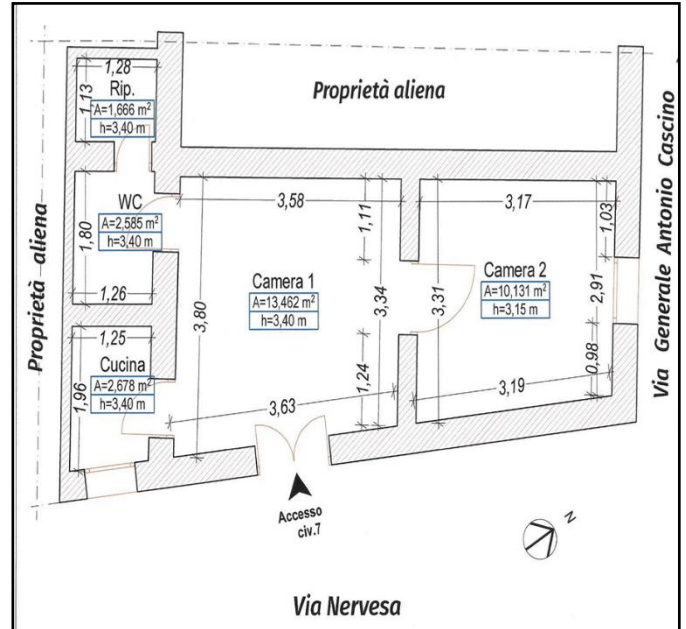 1,28
Rip.
1,13
A=1,666 m²
h=3,40 m
Proprietà aliena
Via Generale Antonio Cascino
Proprietà aliena
WC
A=2,585 m²
h=3,40 m
1,80
1,26
3,58
1,11
3,17
1,03
Camera 1
A=13,462 m²
h=3,40 m
3,80
3,34
3,31
Camera 2
A=10,131 m²
h=3,15 m
2,91
1,25
Cucina
A=2,678 m²
h=3,40 m
1,96
1,24
0,98
3,63
3,19
Accesso
civ.7
N
Via Nervesa